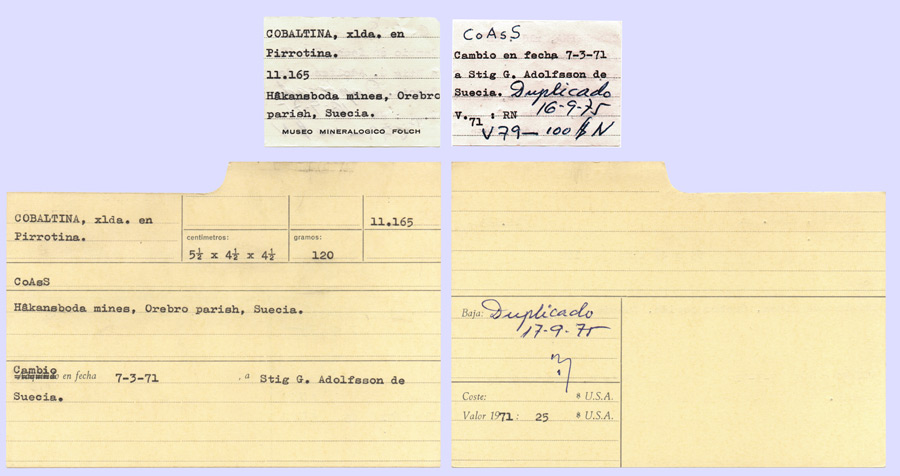 COBALTINA, xlda. en
Pirrotina.
11.165
Håkansboda mines, Orebro
parish, Suecia.
MUSEO MINERALOGICO FOLCH
CoAsS
Cambio en fecha 7-3-71
a Stig G. Adolfsson de
Suecia. Duplicado
16-9-75
V.71 : RN
V79— 100 $ N
COBALTINA, xlda. en
Pirrotina.
centímetros:
5½ x 4½ x 4½
gramos:
120
11.165
CoAsS
Håkansboda mines, Orebro parish, Suecia.
Cambio
en fecha 7-3-71 , a Stig G. Adolfsson de
Suecia.
Baja: Duplicado
17-9-75
Coste: $ U.S.A.
Valor 1971: 25 $ U.S.A.